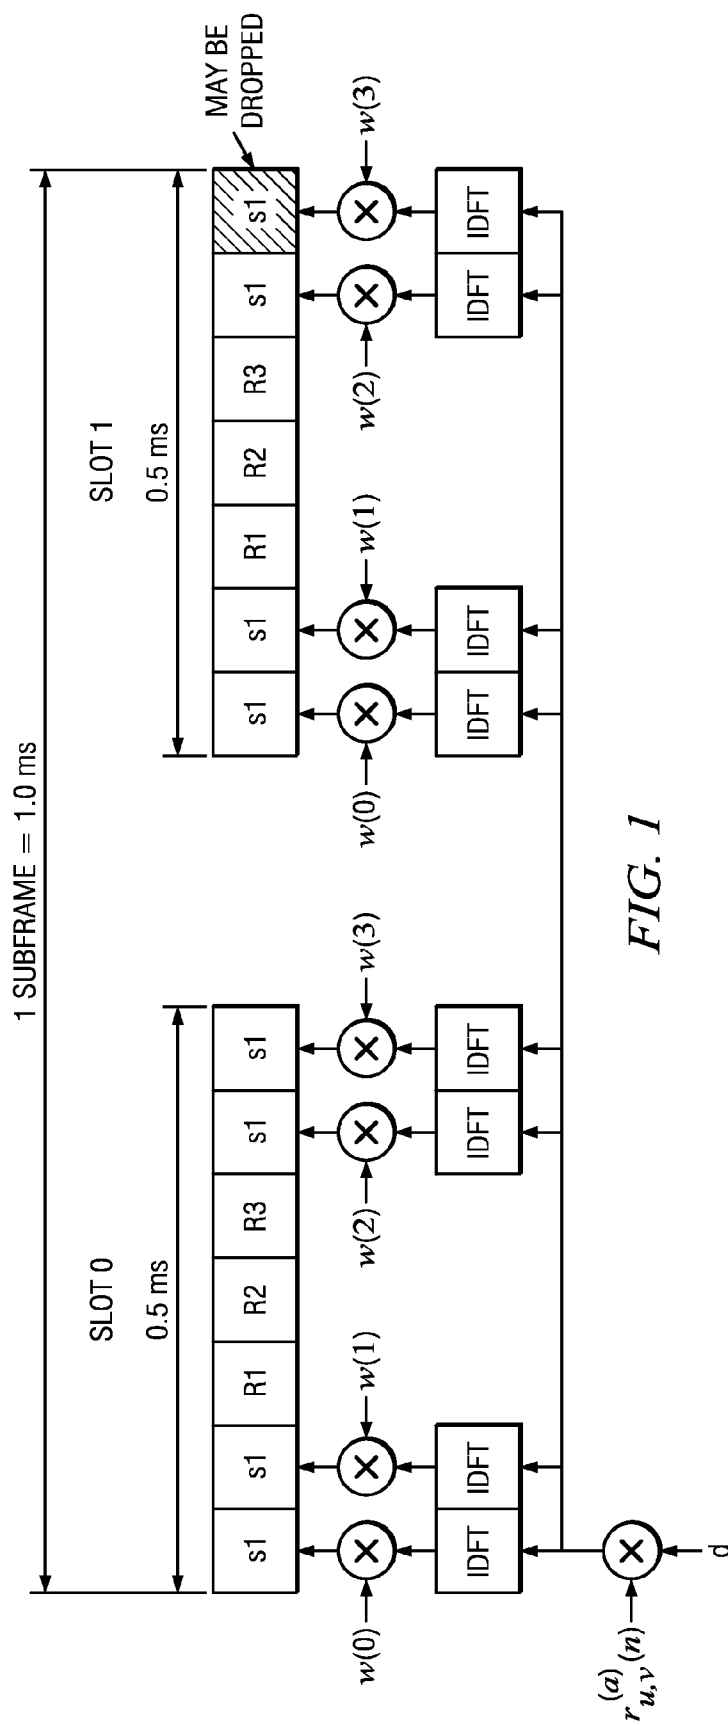 1 SUBFRAME = 1.0 ms
SLOT 0
SLOT 1
0.5 ms
0.5 ms
MAY BE
DROPPED
s1 s1 R1 R2 R3 s1 s1
s1 s1 R1 R2 R3 s1 s1
w(0) w(1) w(2) w(3)
w(0) w(1) w(2) w(3)
IDFT IDFT IDFT IDFT
IDFT IDFT IDFT IDFT
r_{u,v}^{(a)}(n)
d
FIG. 1